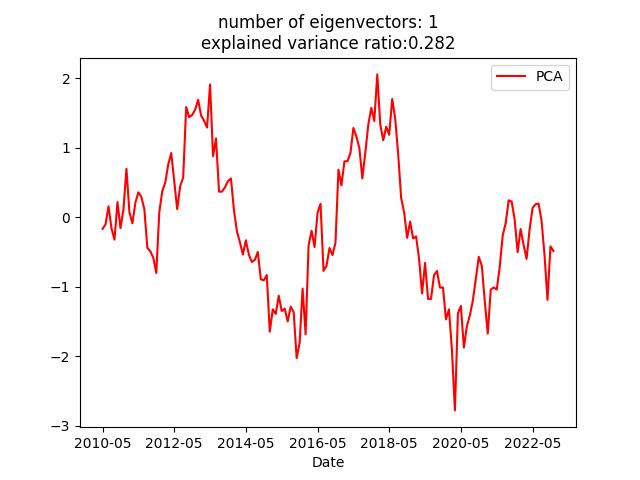 number of eigenvectors: 1
explained variance ratio:0.282
PCA
2
1
0
−1
−2
−3
2010-05 2012-05 2014-05 2016-05 2018-05 2020-05 2022-05
Date